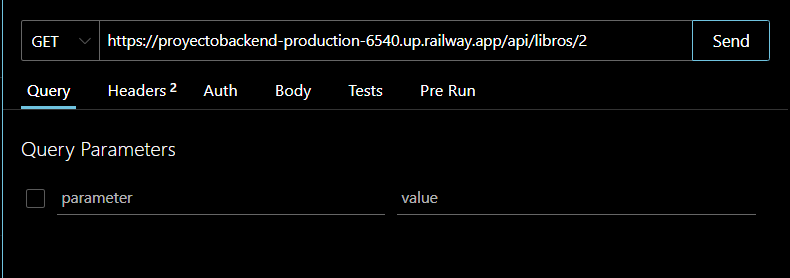 GET https://proyectobackend-production-6540.up.railway.app/api/libros/2 Send
Query Headers 2 Auth Body Tests Pre Run
Query Parameters
parameter value